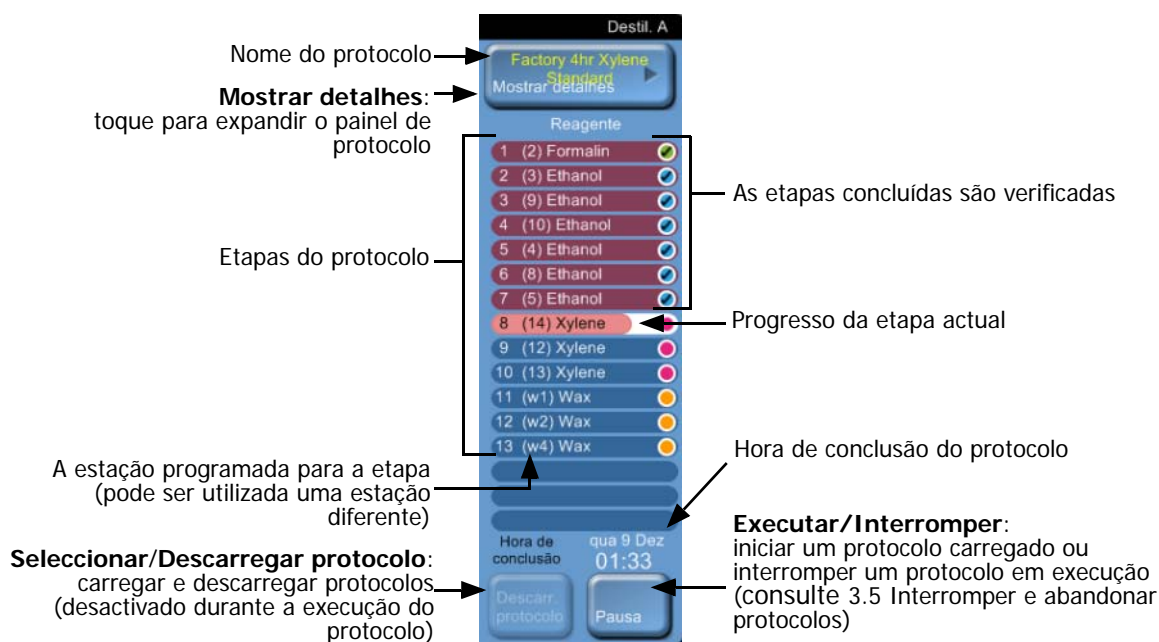 Destil. A
Nome do protocolo
Factory 4hr Xylene
Standard
Mostrar detalhes
Mostrar detalhes:
toque para expandir o painel de
protocolo
Reagente
1 (2) Formalin
2 (3) Ethanol
3 (9) Ethanol
4 (10) Ethanol
5 (4) Ethanol
6 (8) Ethanol
7 (5) Ethanol
8 (14) Xylene
9 (12) Xylene
10 (13) Xylene
11 (w1) Wax
12 (w2) Wax
13 (w4) Wax
As etapas concluídas são verificadas
Etapas do protocolo
Progresso da etapa actual
Hora de conclusão do protocolo
A estação programada para a etapa
(pode ser utilizada uma estação
diferente)
Hora de
conclusão
qua 9 Dez
01:33
Seleccionar/Descarregar protocolo:
carregar e descarregar protocolos
(desactivado durante a execução do
protocolo)
Descarr.
protocolo
Pausa
Executar/Interromper:
iniciar um protocolo carregado ou
interromper um protocolo em execução
(consulte 3.5 Interromper e abandonar
protocolos)